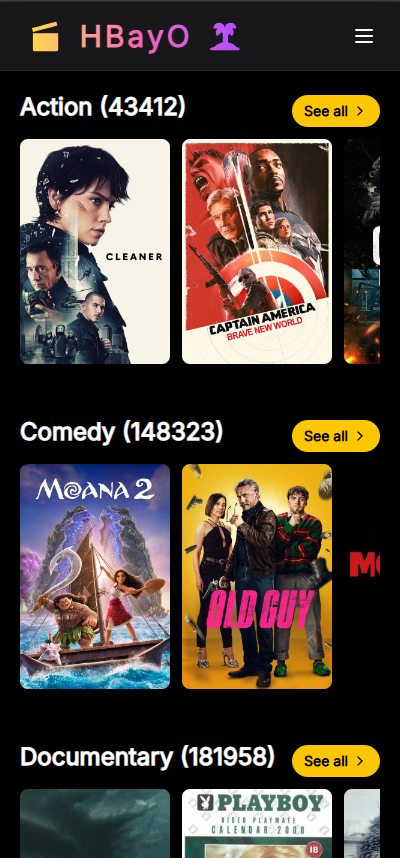 HBayO
Action (43412)
See all
CLEANER
CAPTAIN AMERICA
BRAVE NEW WORLD
Comedy (148323)
See all
MOANA 2
OLD GUY
Documentary (181958)
See all
PLAYBOY
VIDEO PLAYMATE
CALENDAR 2000
18